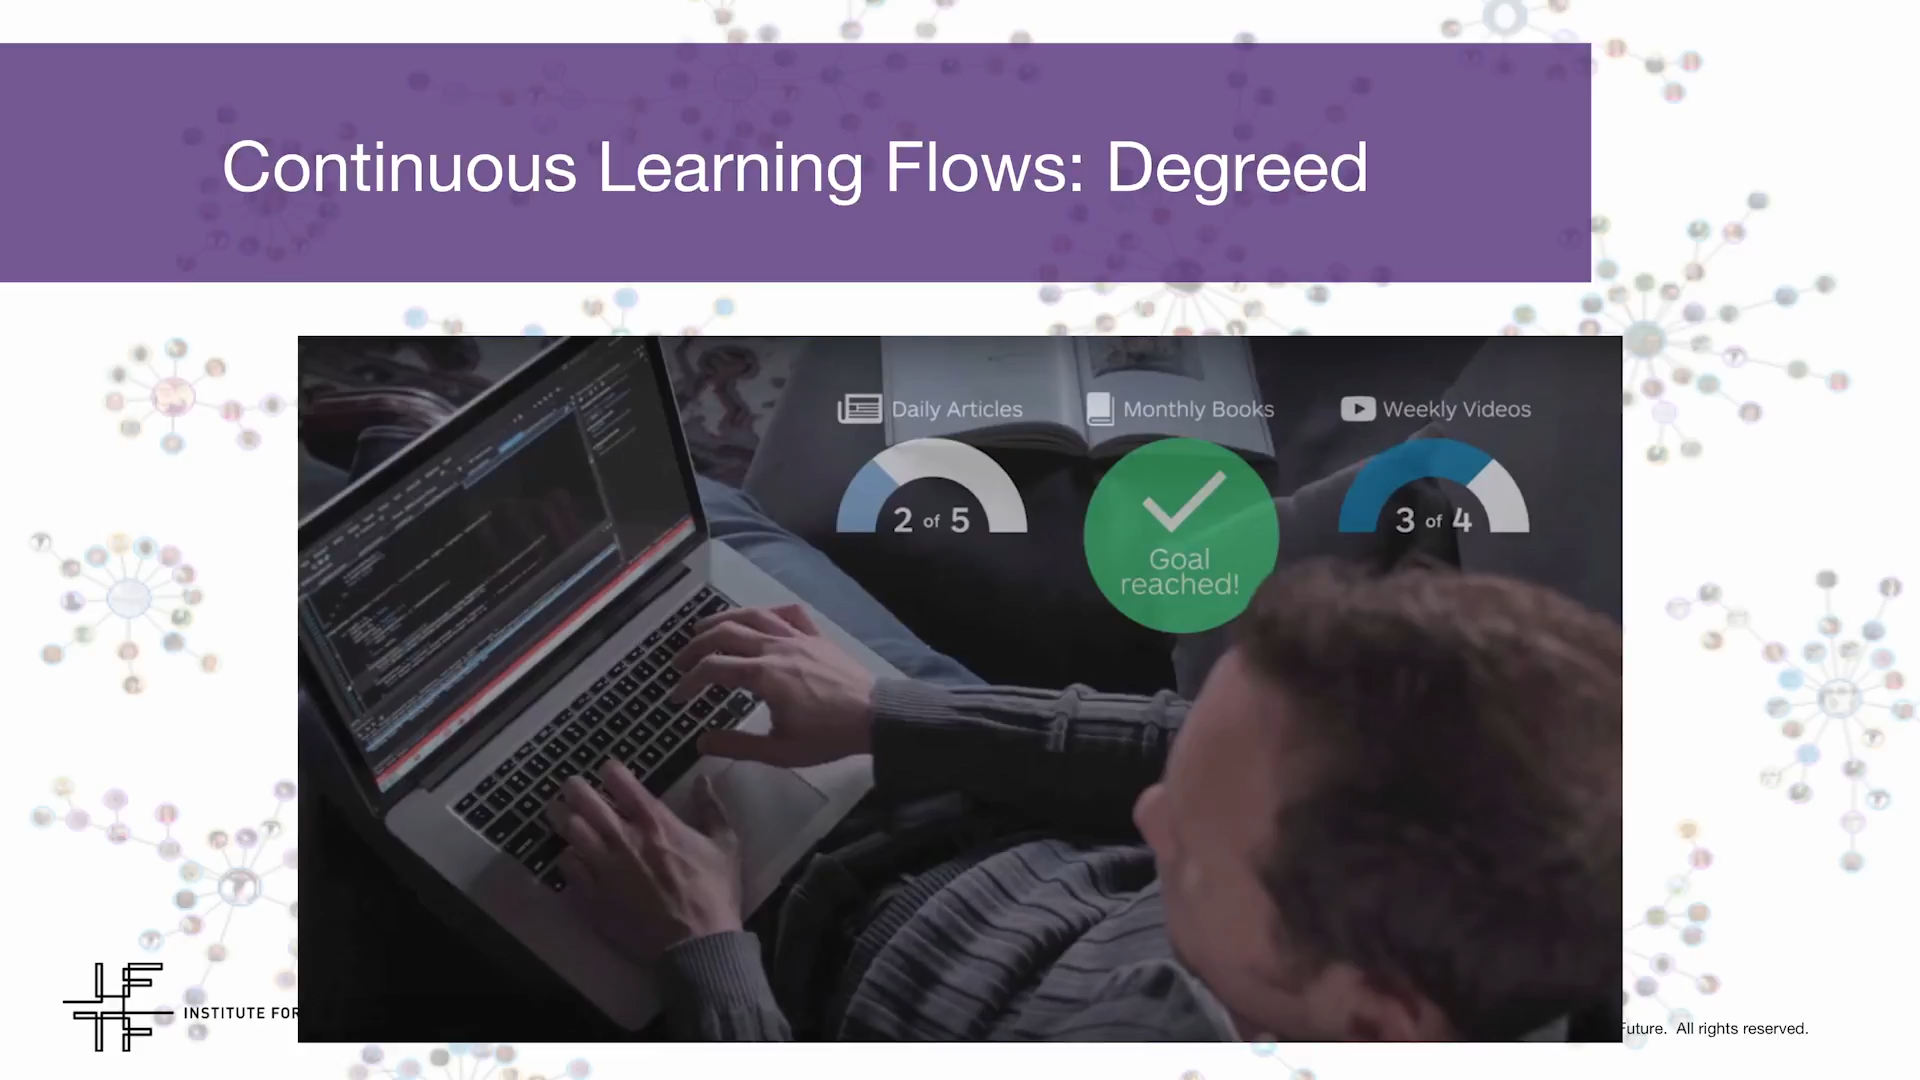 Continuous Learning Flows: Degreed
Daily Articles
Monthly Books
Weekly Videos
2 of 5
Goal
reached!
3 of 4
INSTITUTE FOR
Future. All rights reserved.